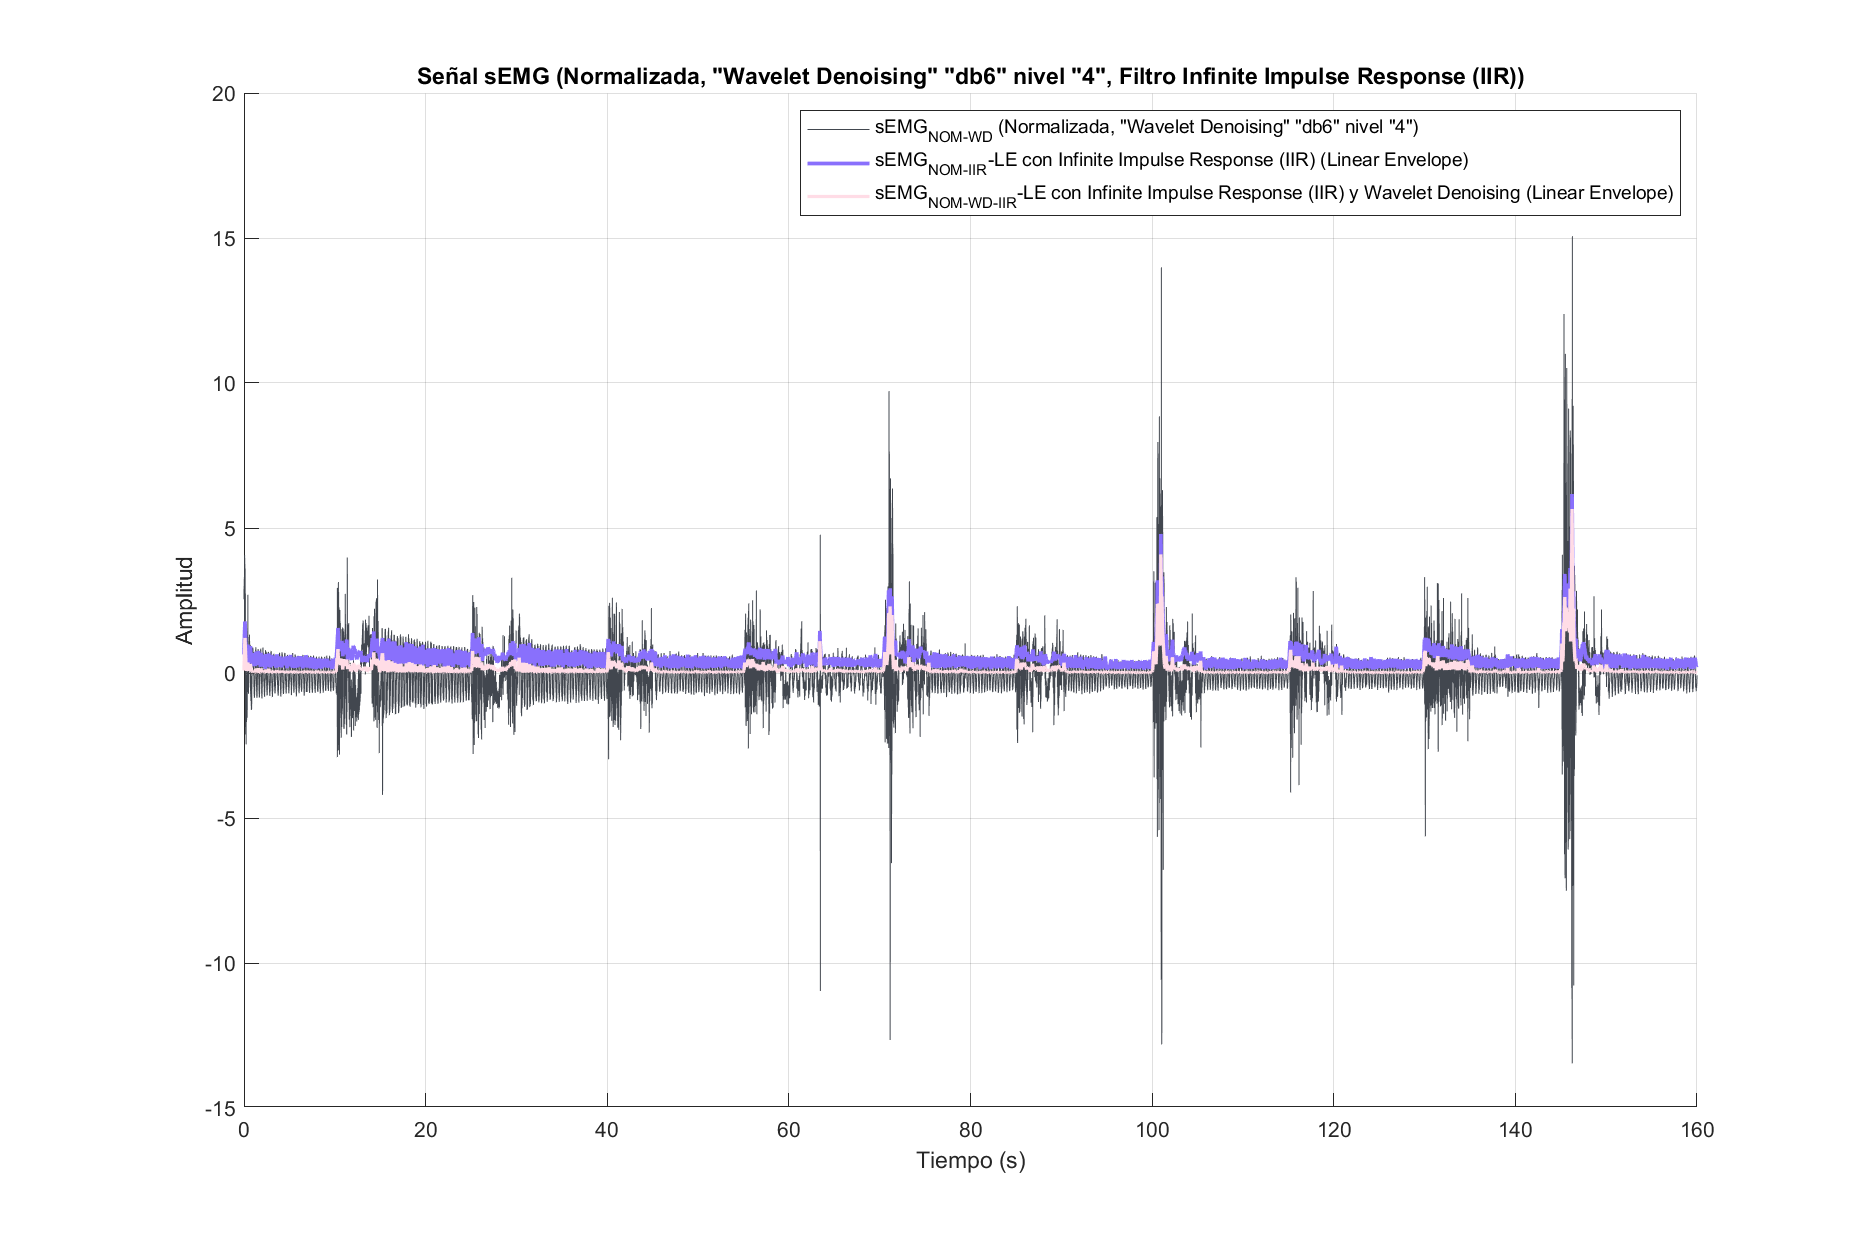 Señal sEMG (Normalizada, "Wavelet Denoising" "db6" nivel "4", Filtro Infinite Impulse Response (IIR))
sEMG_NOM-WD (Normalizada, "Wavelet Denoising" "db6" nivel "4")
sEMG_NOM-IIR-LE con Infinite Impulse Response (IIR) (Linear Envelope)
sEMG_NOM-WD-IIR-LE con Infinite Impulse Response (IIR) y Wavelet Denoising (Linear Envelope)
Amplitud
20
15
10
5
0
-5
-10
-15
0 20 40 60 80 100 120 140 160
Tiempo (s)